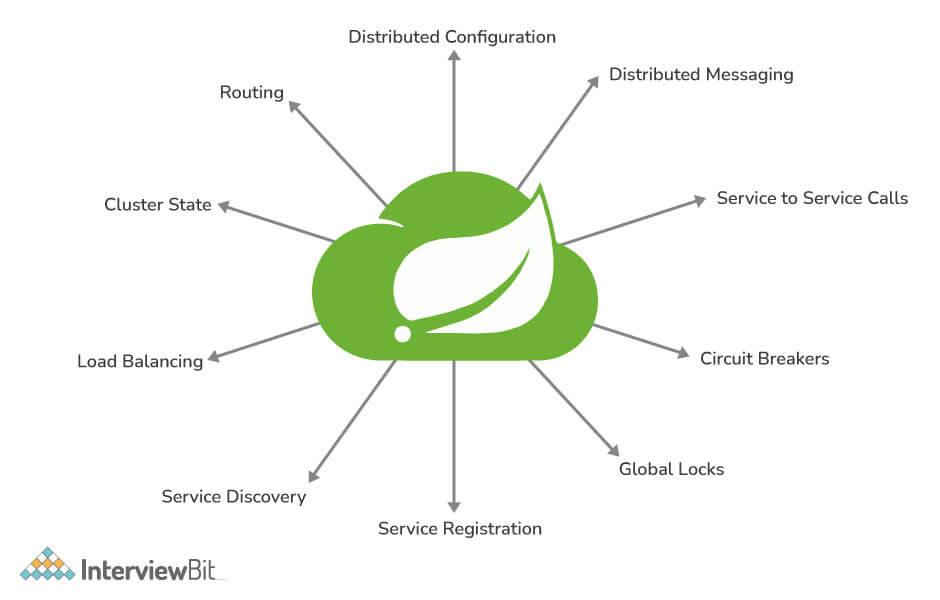 Distributed Configuration
Distributed Messaging
Routing
Service to Service Calls
Cluster State
Circuit Breakers
Load Balancing
Global Locks
Service Discovery
Service Registration
InterviewBit